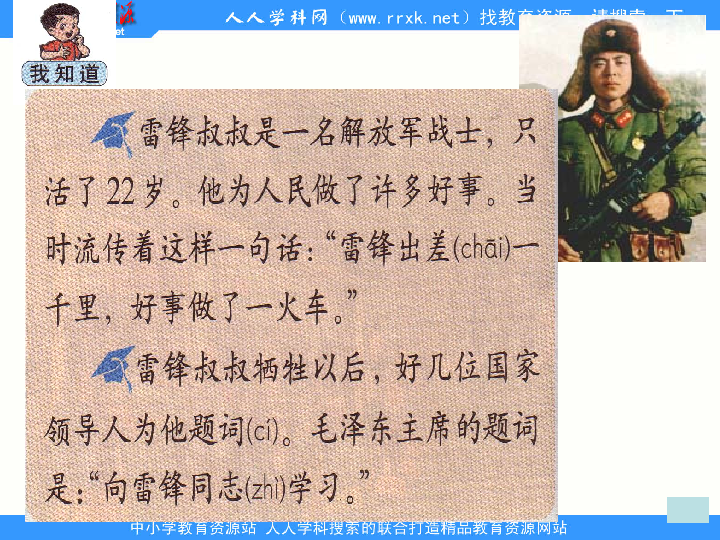 人人学科网（www.rrxk.net）找教育资源
我知道
雷锋叔叔是一名解放军战士，只
活了22岁。他为人民做了许多好事。当
时流传着这样一句话：“雷锋出差(chāi)一
千里，好事做了一火车。”
雷锋叔叔牺牲以后，好几位国家
领导人为他题词(cí)。毛泽东主席的题词
是：“向雷锋同志(zhì)学习。”
中小学教育资源站 人人学科搜索的联合打造精品教育资源网站